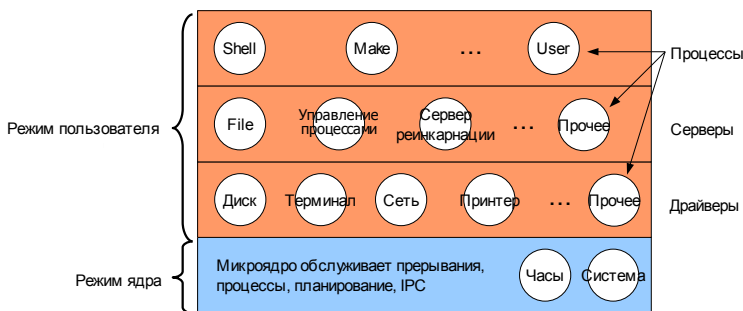 Shell
Make
...
User
Процессы
Режим пользователя
File
Управление
процессами
Сервер
реинкарнации
...
Прочее
Серверы
Диск
Терминал
Сеть
Принтер
...
Прочее
Драйверы
Режим ядра
Микроядро обслуживает прерывания,
процессы, планирование, IPC
Часы
Система